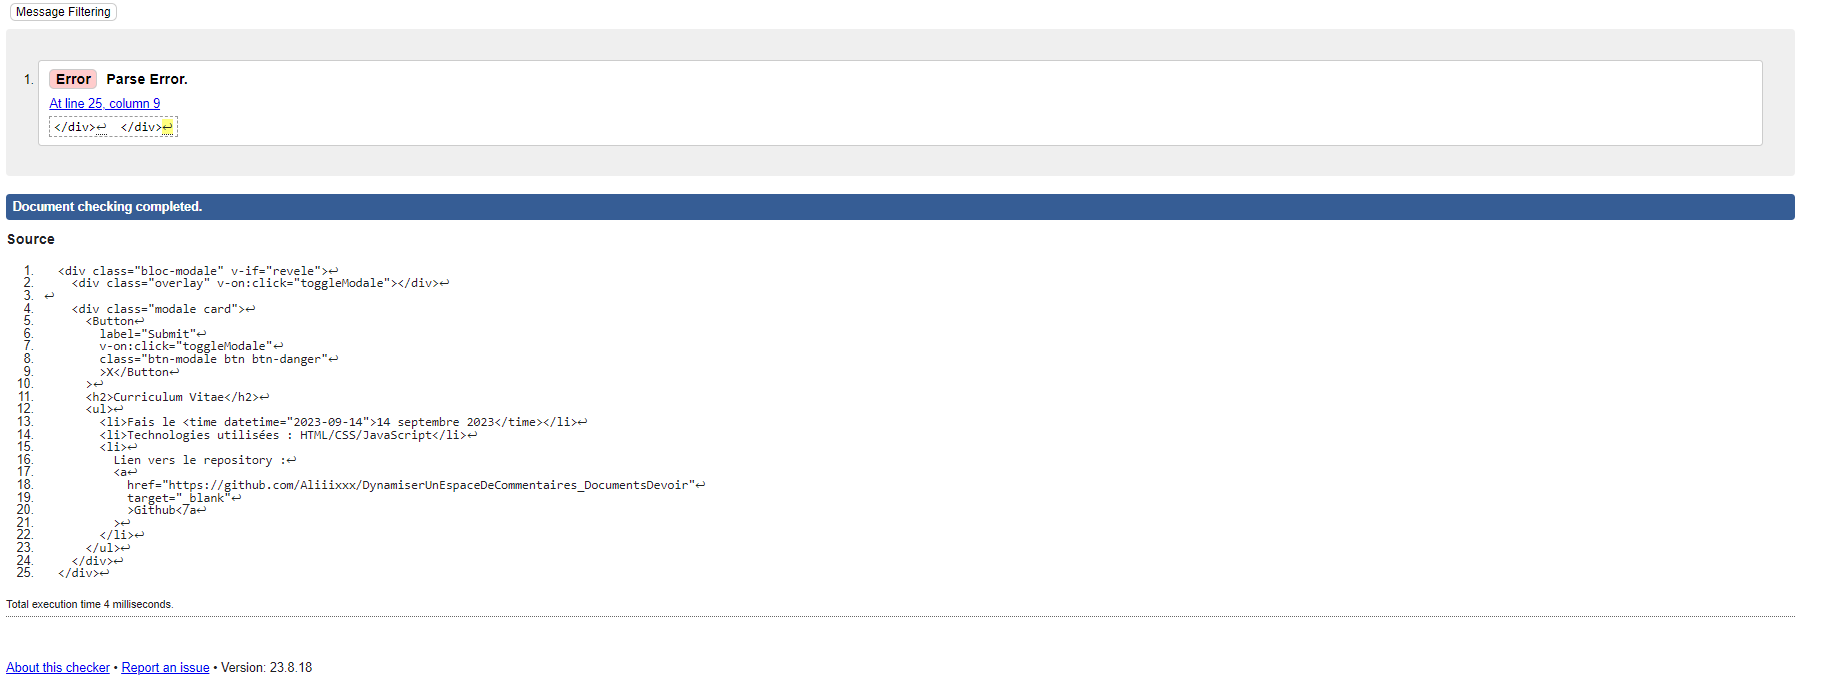 Message Filtering
1. Error Parse Error.
At line 25, column 9
</div>↩ </div>↩
Document checking completed.
Source
1. <div class="bloc-modale" v-if="revele">↩
2. <div class="overlay" v-on:click="toggleModale"></div>↩
3. ↩
4. <div class="modale card">↩
5. <Button↩
6. label="Submit"↩
7. v-on:click="toggleModale"↩
8. class="btn-modale btn btn-danger"↩
9. >X</Button↩
10. >↩
11. <h2>Curriculum Vitae</h2>↩
12. <ul>↩
13. <li>Fais le <time datetime="2023-09-14">14 septembre 2023</time></li>↩
14. <li>Technologies utilisées : HTML/CSS/JavaScript</li>↩
15. <li>↩
16. Lien vers le repository :↩
17. <a↩
18. href="https://github.com/Aliiixxx/DynamiserUnEspaceDeCommentaires_DocumentsDevoir"↩
19. target="_blank"↩
20. >Github</a↩
21. >↩
22. </li>↩
23. </ul>↩
24. </div>↩
25. </div>↩
Total execution time 4 milliseconds.
About this checker • Report an issue • Version: 23.8.18